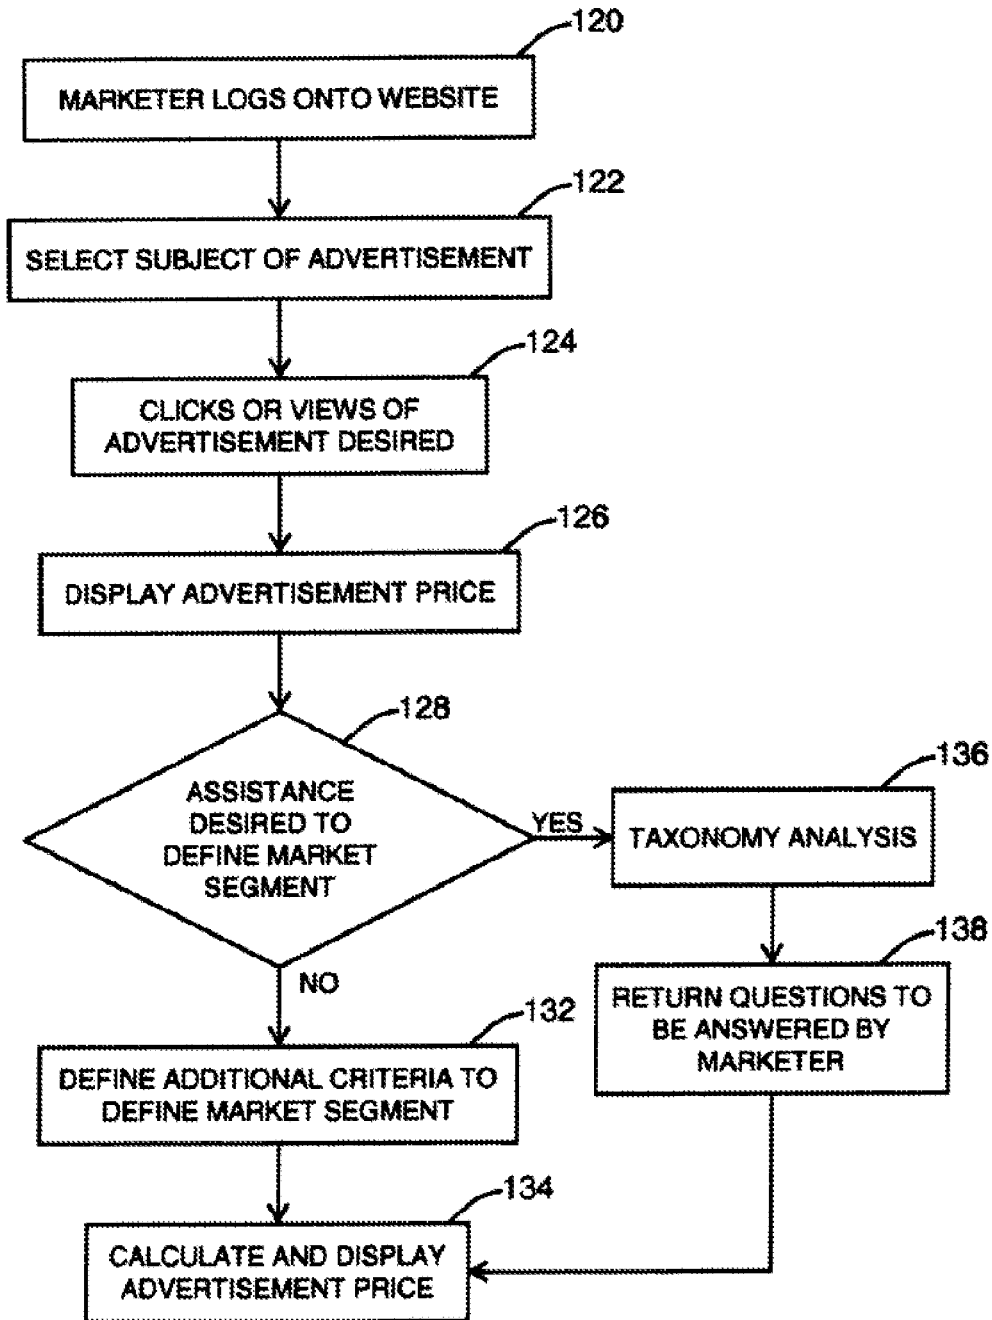 120
MARKETER LOGS ONTO WEBSITE
122
SELECT SUBJECT OF ADVERTISEMENT
124
CLICKS OR VIEWS OF
ADVERTISEMENT DESIRED
126
DISPLAY ADVERTISEMENT PRICE
128
ASSISTANCE
DESIRED TO
DEFINE MARKET
SEGMENT
YES
136
TAXONOMY ANALYSIS
138
RETURN QUESTIONS TO
BE ANSWERED BY
MARKETER
NO
132
DEFINE ADDITIONAL CRITERIA TO
DEFINE MARKET SEGMENT
134
CALCULATE AND DISPLAY
ADVERTISEMENT PRICE